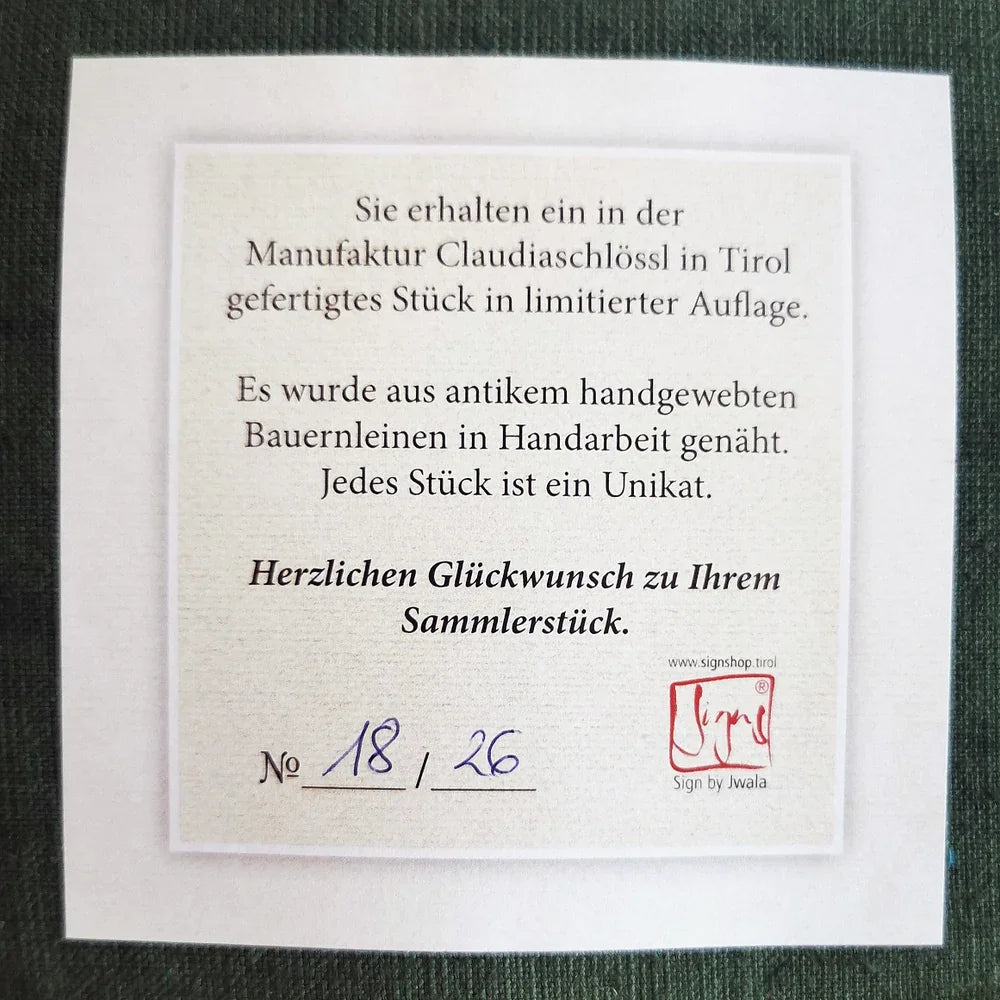 Sie erhalten ein in der
Manufaktur Claudiaschlössl in Tirol
gefertigtes Stück in limitierter Auflage.
Es wurde aus antikem handgewebten
Bauernleinen in Handarbeit genäht.
Jedes Stück ist ein Unikat.
Herzlichen Glückwunsch zu Ihrem
Sammlerstück.
www.signshop.tirol
Signs®
Sign by Jwala
№ 18 / 26